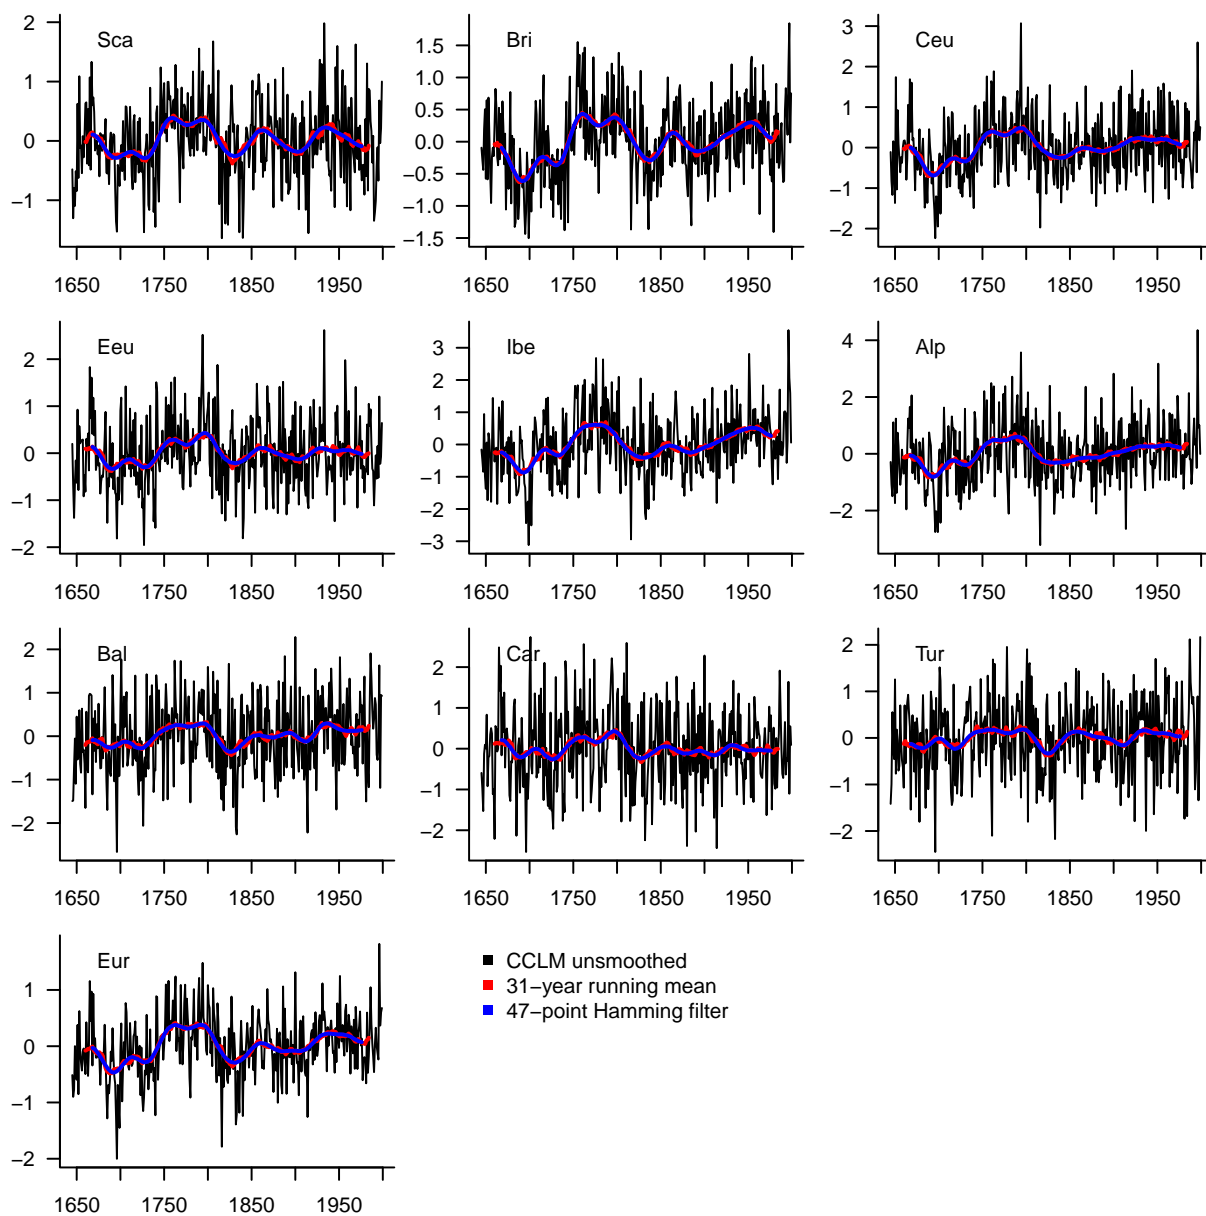 Sca
2
1
0
−1
1650 1750 1850 1950
Bri
1.5
1.0
0.5
0.0
−0.5
−1.0
−1.5
1650 1750 1850 1950
Ceu
3
2
1
0
−1
−2
1650 1750 1850 1950
Eeu
2
1
0
−1
−2
1650 1750 1850 1950
Ibe
3
2
1
0
−1
−2
−3
1650 1750 1850 1950
Alp
4
2
0
−2
1650 1750 1850 1950
Bal
2
1
0
−1
−2
1650 1750 1850 1950
Car
2
1
0
−1
−2
1650 1750 1850 1950
Tur
2
1
0
−1
−2
1650 1750 1850 1950
Eur
1
0
−1
−2
1650 1750 1850 1950
CCLM unsmoothed
31−year running mean
47−point Hamming filter